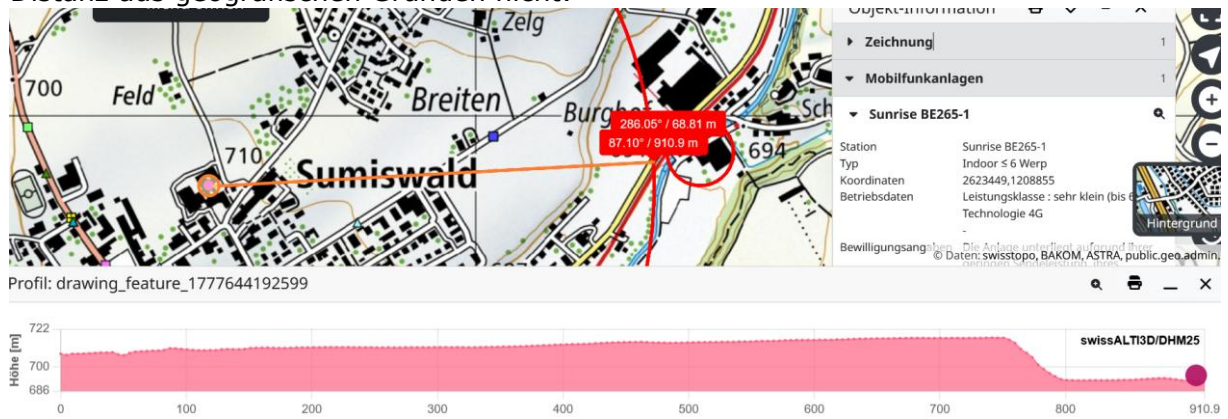 Distanz aus geografischen Gründen nicht.
Objekt-Information
Zeichnung 1
Mobilfunkanlagen 1
Sunrise BE265-1
Station Sunrise BE265-1
Typ Indoor ≤ 6 Werp
Koordinaten 2623449,1208855
Betriebsdaten Leistungsklasse : sehr klein (bis 6
Technologie 4G
-
Bewilligungsangaben Die Anlage unterliegt aufgrund ihrer
© Daten: swisstopo, BAKOM, ASTRA, public.geo.admin.
Hintergrund
Zelg
700
Feld
Breiten
Burghof
Sch
286.05° / 68.81 m
87.10° / 910.9 m
710
694
Sumiswald
Profil: drawing_feature_1777644192599
Höhe [m]
722
700
686
swissALTI3D/DHM25
0 100 200 300 400 500 600 700 800 910.9